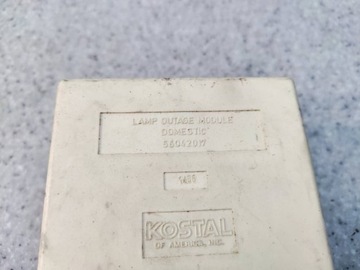 LAMP OUTAGE MODULE
DOMESTIC
56042017
KOSTAL
OF AMERICA, INC.